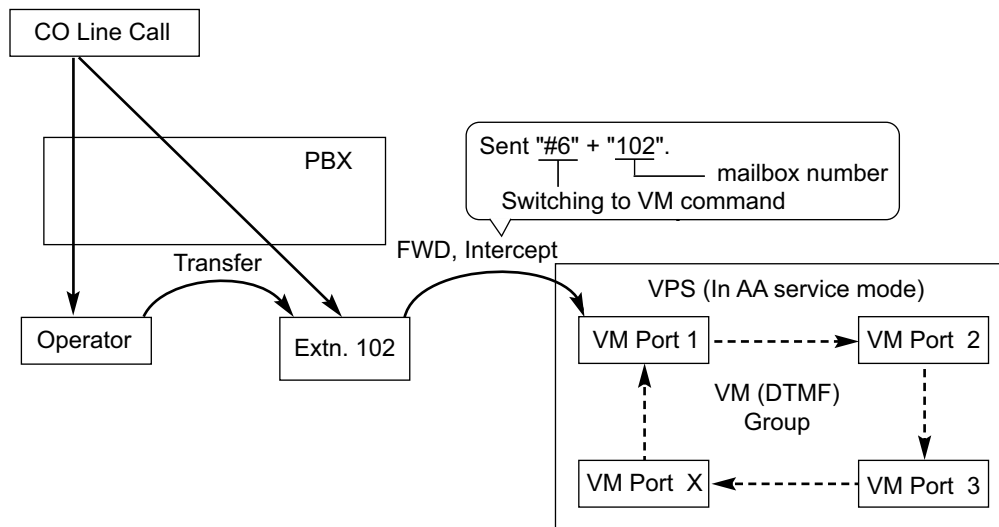 CO Line Call
PBX
Sent "#6" + "102".
mailbox number
Switching to VM command
Transfer
FWD, Intercept
VPS (In AA service mode)
Operator
Extn. 102
VM Port 1
VM Port 2
VM (DTMF)
Group
VM Port X
VM Port 3